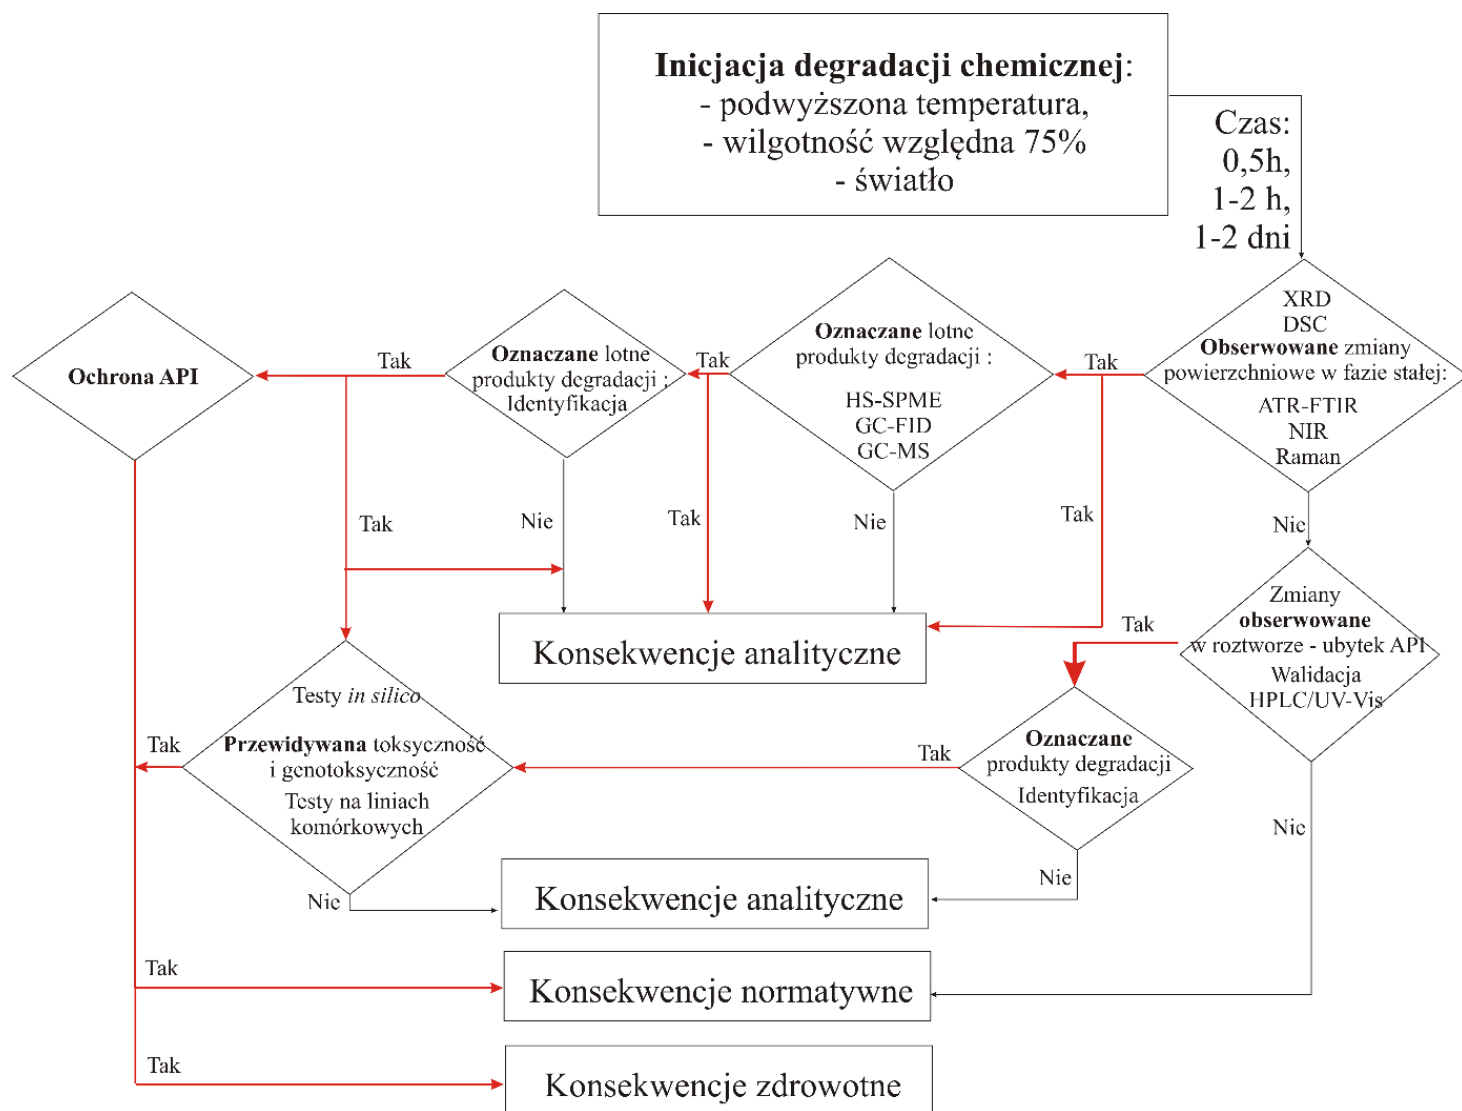 Inicjacja degradacji chemicznej:
- podwyższona temperatura,
- wilgotność względna 75%
- światło
Czas:
0,5h,
1-2 h,
1-2 dni
XRD
DSC
Obserwowane zmiany
powierzchniowe w fazie stałej:
ATR-FTIR
NIR
Raman
Tak
Tak
Nie
Oznaczane lotne
produkty degradacji :
HS-SPME
GC-FID
GC-MS
Tak
Tak
Nie
Oznaczane lotne
produkty degradacji :
Identyfikacja
Tak
Tak
Nie
Ochrona API
Konsekwencje analityczne
Zmiany
obserwowane
w roztworze - ubytek API
Walidacja
HPLC/UV-Vis
Tak
Nie
Oznaczane
produkty degradacji
Identyfikacja
Tak
Nie
Testy in silico
Przewidywana toksyczność
i genotoksyczność
Testy na liniach
komórkowych
Tak
Nie
Konsekwencje analityczne
Tak
Konsekwencje normatywne
Tak
Konsekwencje zdrowotne